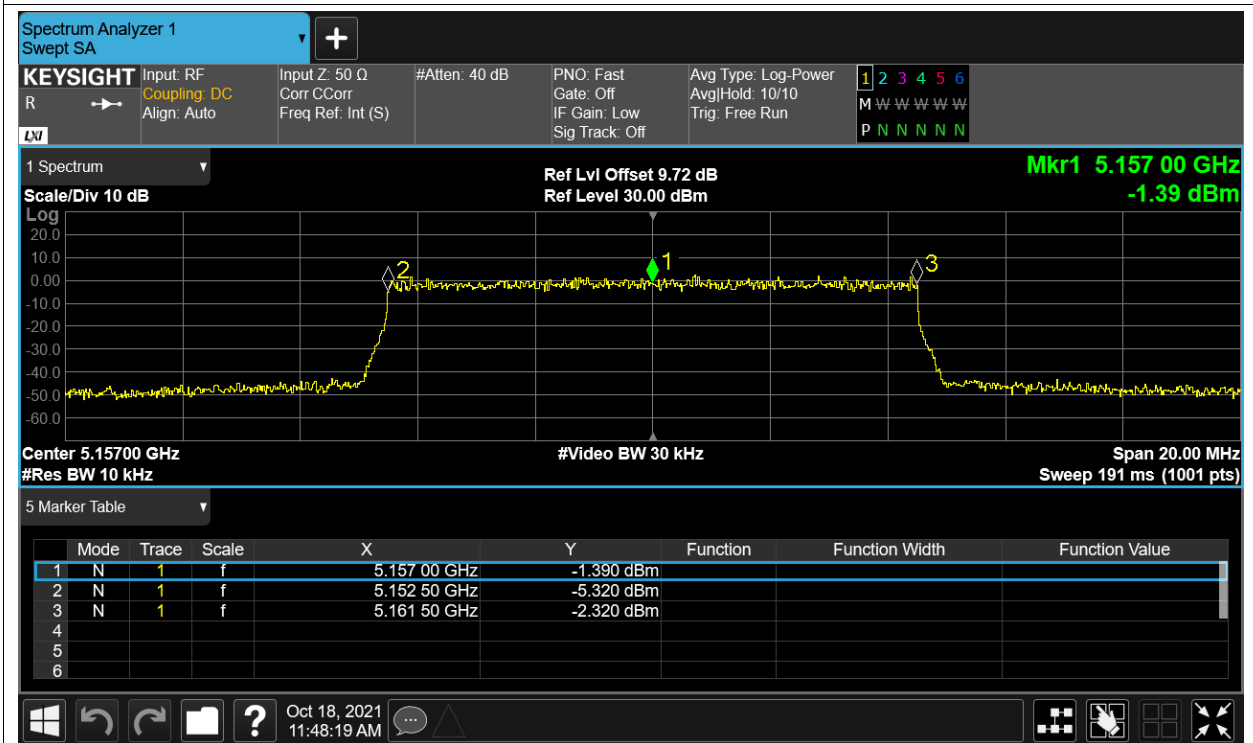 Spectrum Analyzer 1
Swept SA
+
KEYSIGHT Input: RF Input Z: 50 Ω #Atten: 40 dB PNO: Fast Avg Type: Log-Power 1 2 3 4 5 6
R Coupling: DC Corr CCorr Gate: Off Avg|Hold: 10/10 M W W W W W
Align: Auto Freq Ref: Int (S) IF Gain: Low Trig: Free Run
LXI Sig Track: Off P N N N N N
1 Spectrum Ref Lvl Offset 9.72 dB Mkr1 5.157 00 GHz
Scale/Div 10 dB Ref Level 30.00 dBm -1.39 dBm
Log
20.0
10.0
0.00
-10.0
-20.0
-30.0
-40.0
-50.0
-60.0
2
1
3
Center 5.15700 GHz #Video BW 30 kHz Span 20.00 MHz
#Res BW 10 kHz Sweep 191 ms (1001 pts)
5 Marker Table
Mode Trace Scale X Y Function Function Width Function Value
1 N 1 f 5.157 00 GHz -1.390 dBm
2 N 1 f 5.152 50 GHz -5.320 dBm
3 N 1 f 5.161 50 GHz -2.320 dBm
4
5
6
? Oct 18, 2021
11:48:19 AM